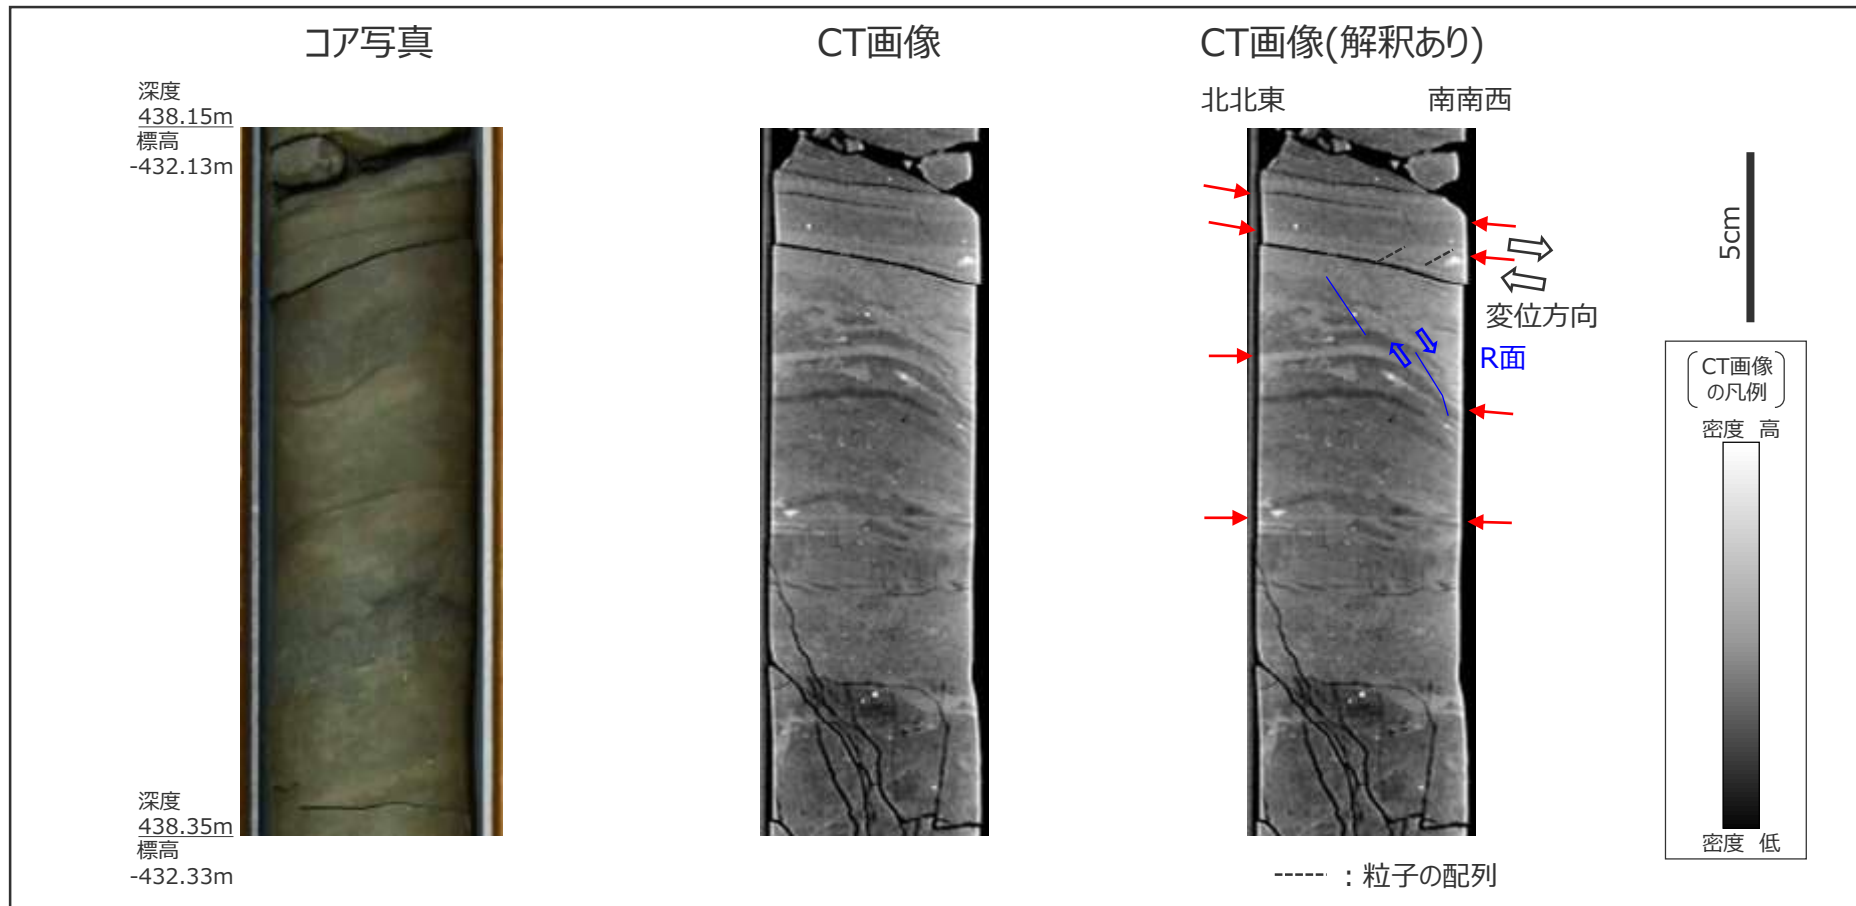 コア写真
CT画像
CT画像(解釈あり)
北北東
南南西
深度
438.15m
標高
-432.13m
5cm
変位方向
R面
CT画像
の凡例
密度 高
密度 低
深度
438.35m
標高
-432.33m
------ : 粒子の配列